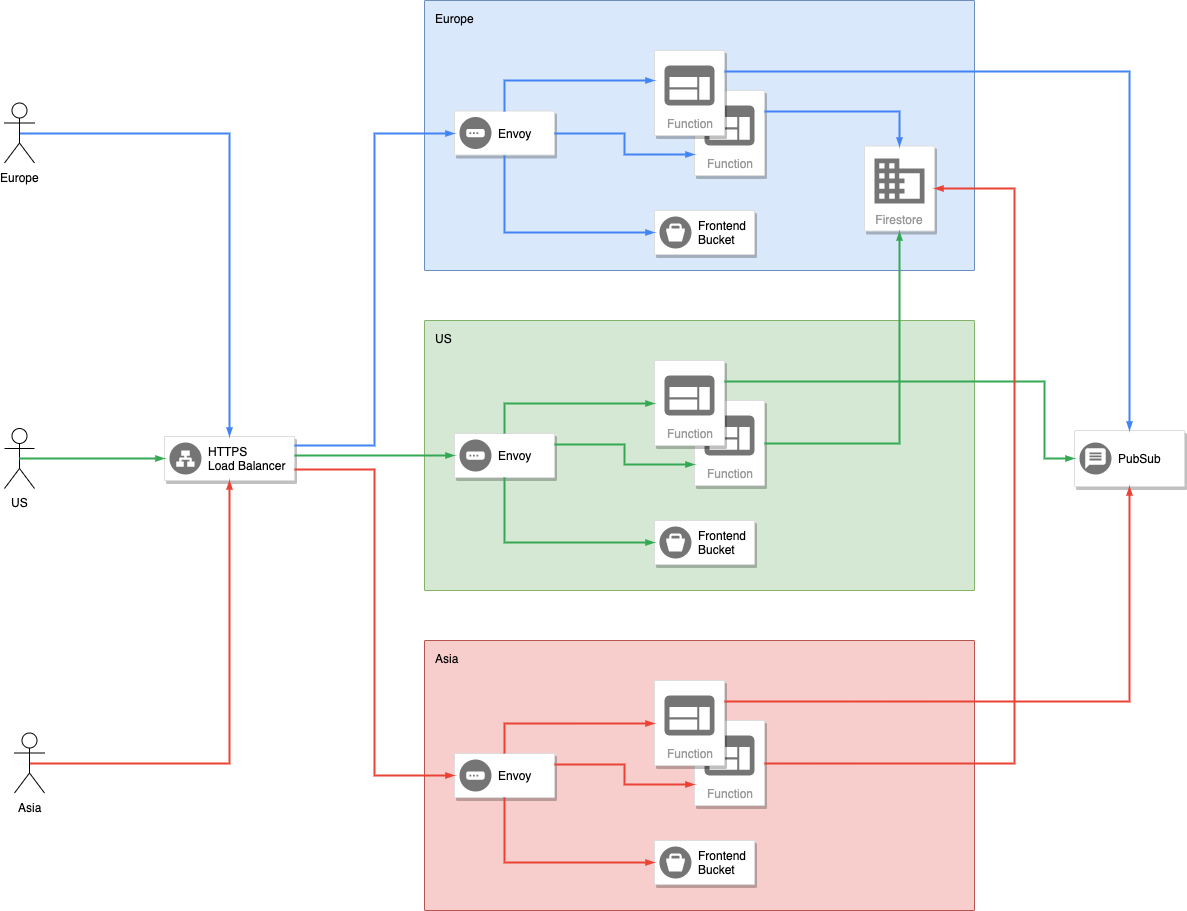 Europe
Function
Envoy
Function
Europe
Frontend
Bucket
Firestore
US
Function
HTTPS
Load Balancer
Envoy
PubSub
Function
US
Frontend
Bucket
Asia
Function
Envoy
Function
Asia
Frontend
Bucket